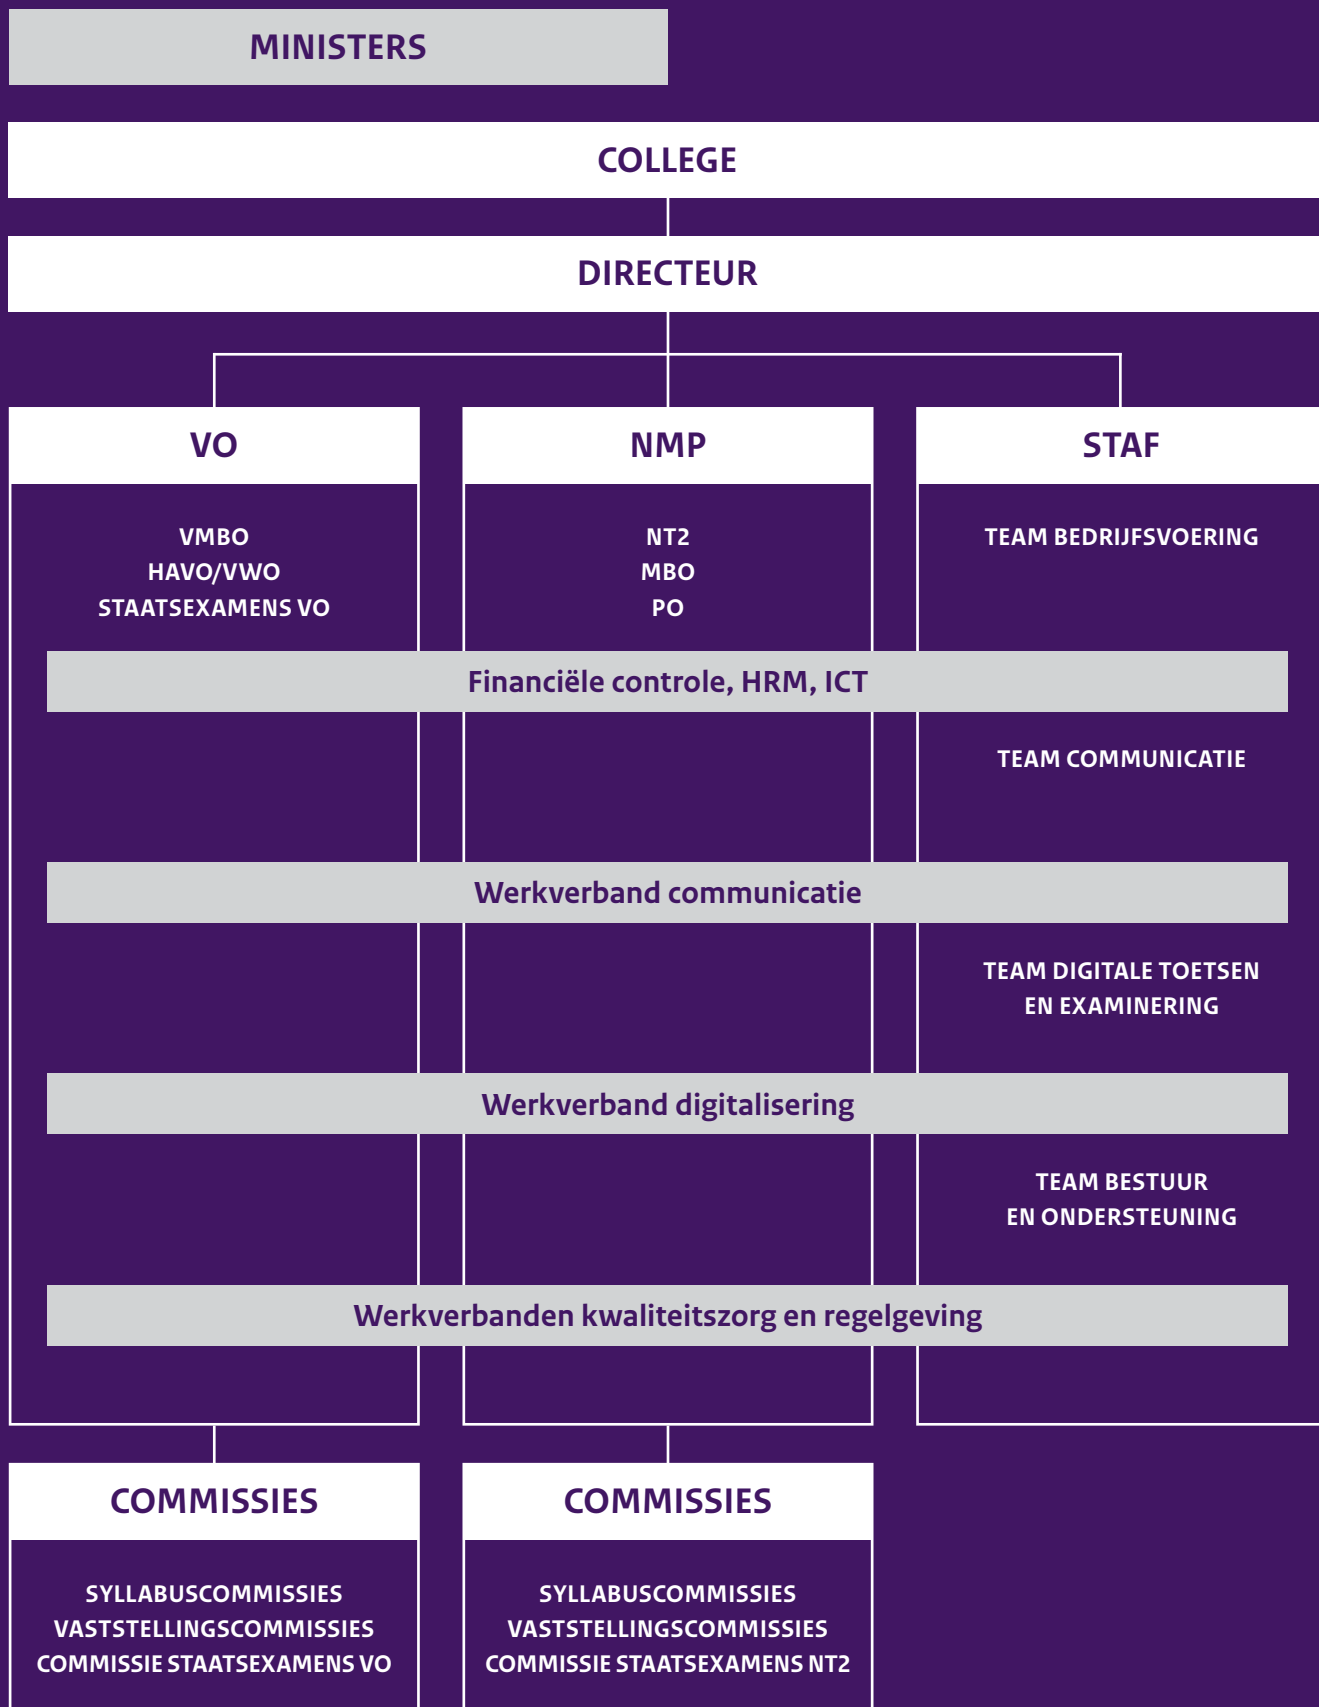 MINISTERS
COLLEGE
DIRECTEUR
VO
VMBO
HAVO/VWO
STAATSEXAMENS VO
NMP
NT2
MBO
PO
STAF
TEAM BEDRIJFSVOERING
Financiële controle, HRM, ICT
TEAM COMMUNICATIE
Werkverband communicatie
TEAM DIGITALE TOETSEN
EN EXAMINERING
Werkverband digitalisering
TEAM BESTUUR
EN ONDERSTEUNING
Werkverbanden kwaliteitszorg en regelgeving
COMMISSIES
SYLLABUSCOMMISSIES
VASTSTELLINGSCOMMISSIES
COMMISSIE STAATSEXAMENS VO
COMMISSIES
SYLLABUSCOMMISSIES
VASTSTELLINGSCOMMISSIES
COMMISSIE STAATSEXAMENS NT2